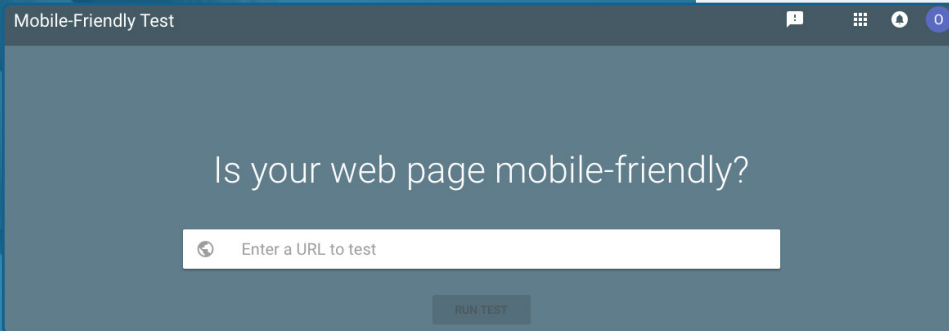 Mobile-Friendly Test
O
Is your web page mobile-friendly?
Enter a URL to test
RUN TEST